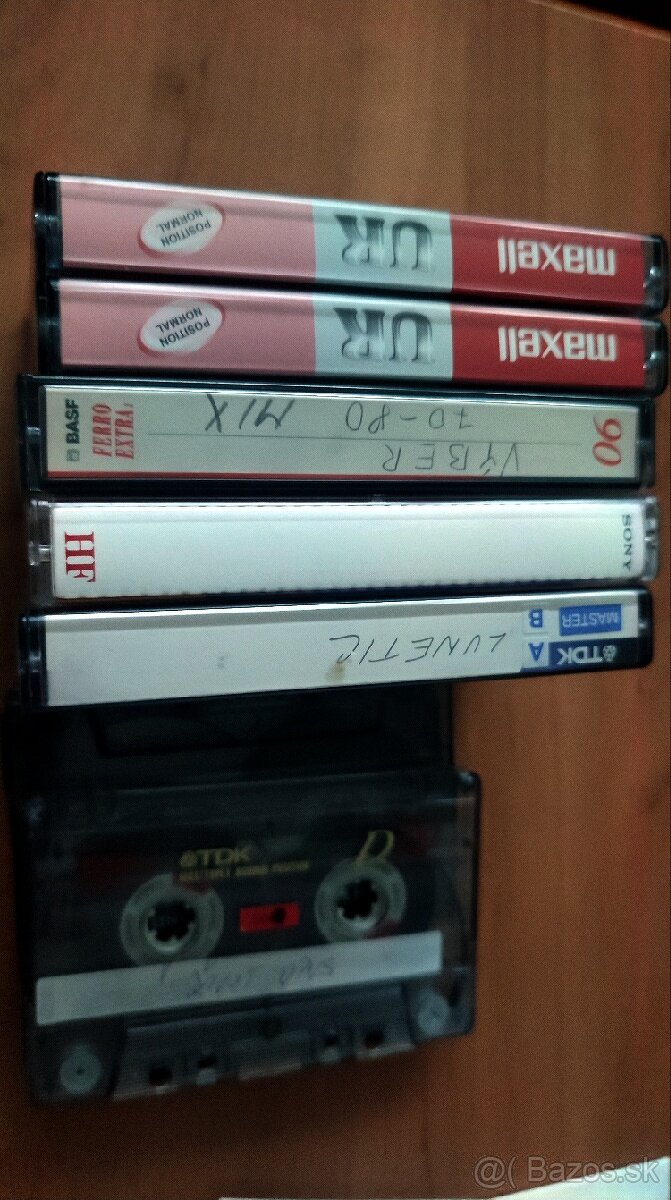 maxell UR POSITION NORMAL
maxell UR POSITION NORMAL
BASF FERRO EXTRA I 90
VÝBER
70-80 MIX
SONY HF
TDK MASTER A B
LUNETIC
TDK D
@( Bazos.sk